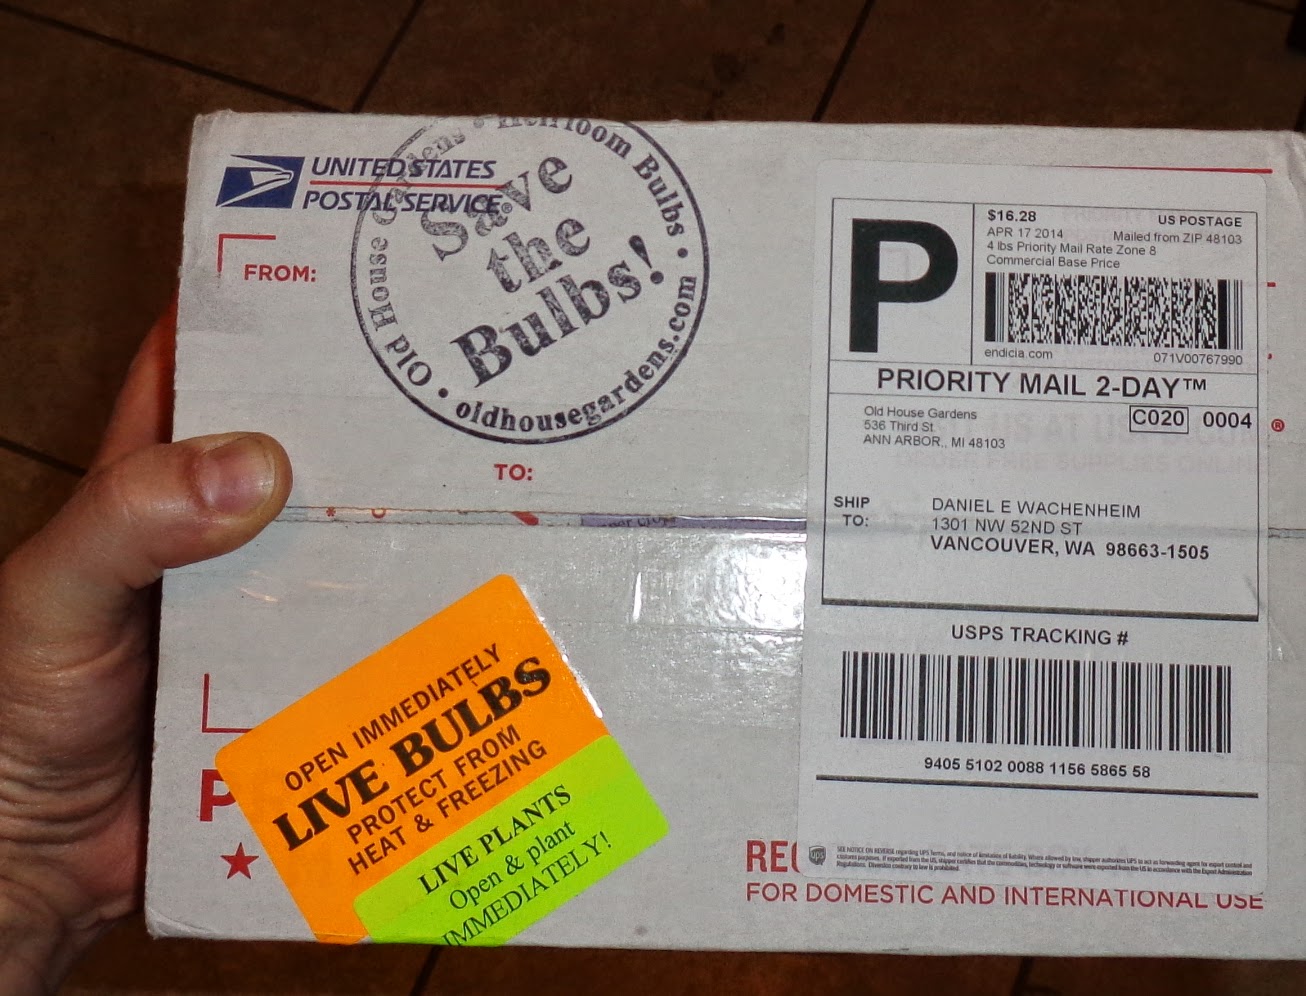 UNITED STATES
POSTAL SERVICE®
FROM:
Old House Gardens • Heirloom Bulbs •
oldhousegardens.com •
Save
the
Bulbs!
TO:
P
$16.28
US POSTAGE
APR 17 2014
Mailed from ZIP 48103
4 lbs Priority Mail Rate Zone 8
Commercial Base Price
endicia.com
071V00767990
PRIORITY MAIL 2-DAY™
Old House Gardens
536 Third St
ANN ARBOR, MI 48103
C020 0004
SHIP
TO:
DANIEL E WACHENHEIM
1301 NW 52ND ST
VANCOUVER, WA 98663-1505
USPS TRACKING #
9405 5102 0088 1156 5865 58
OPEN IMMEDIATELY
LIVE BULBS
PROTECT FROM
HEAT & FREEZING
LIVE PLANTS
Open & plant
IMMEDIATELY!
P
ups
FOR DOMESTIC AND INTERNATIONAL USE